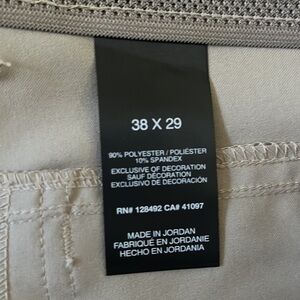 38 X 29
90% POLYESTER / POLIÉSTER
10% SPANDEX
EXCLUSIVE OF DECORATION
SAUF DÉCORATION
EXCLUSIVO DE DECORACIÓN
RN# 128492 CA# 41097
MADE IN JORDAN
FABRIQUÉ EN JORDANIE
HECHO EN JORDANIA